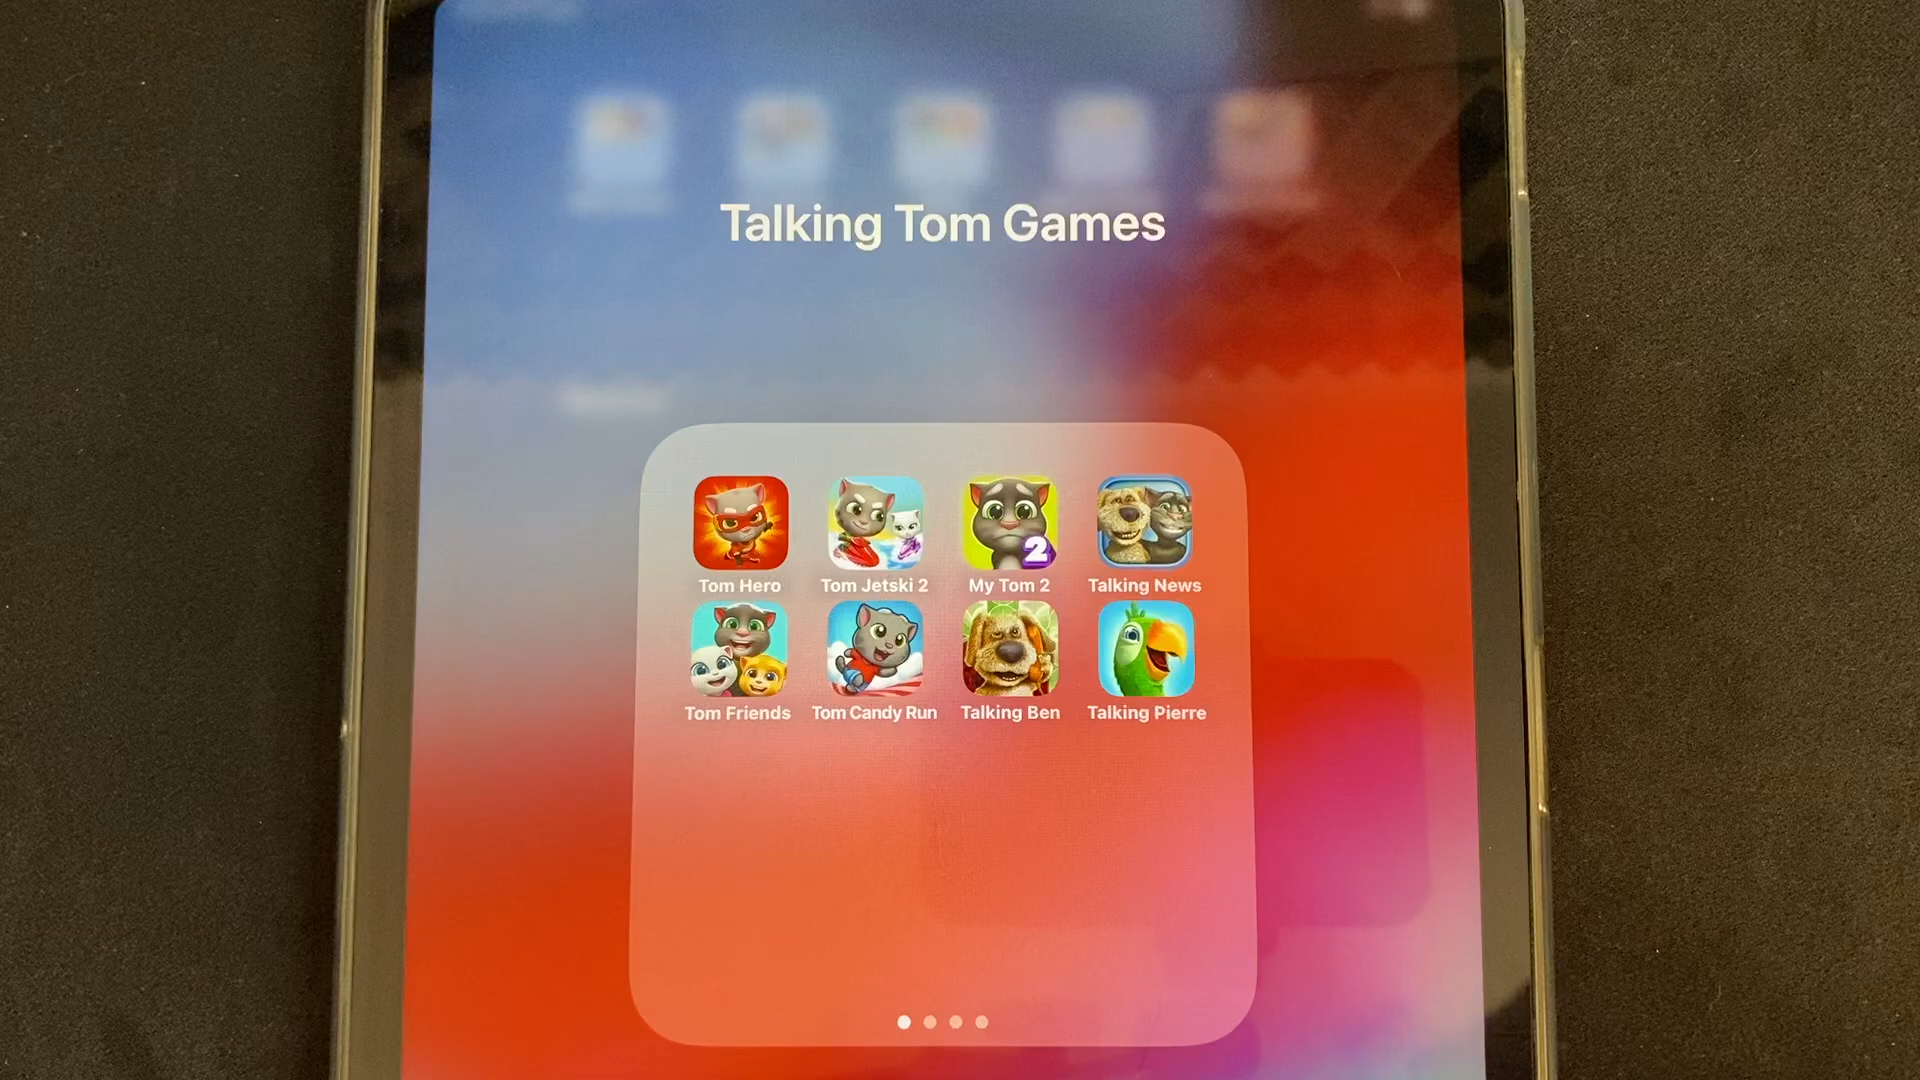 Talking Tom Games
2
Tom Hero Tom Jetski 2 My Tom 2 Talking News
Tom Friends Tom Candy Run Talking Ben Talking Pierre